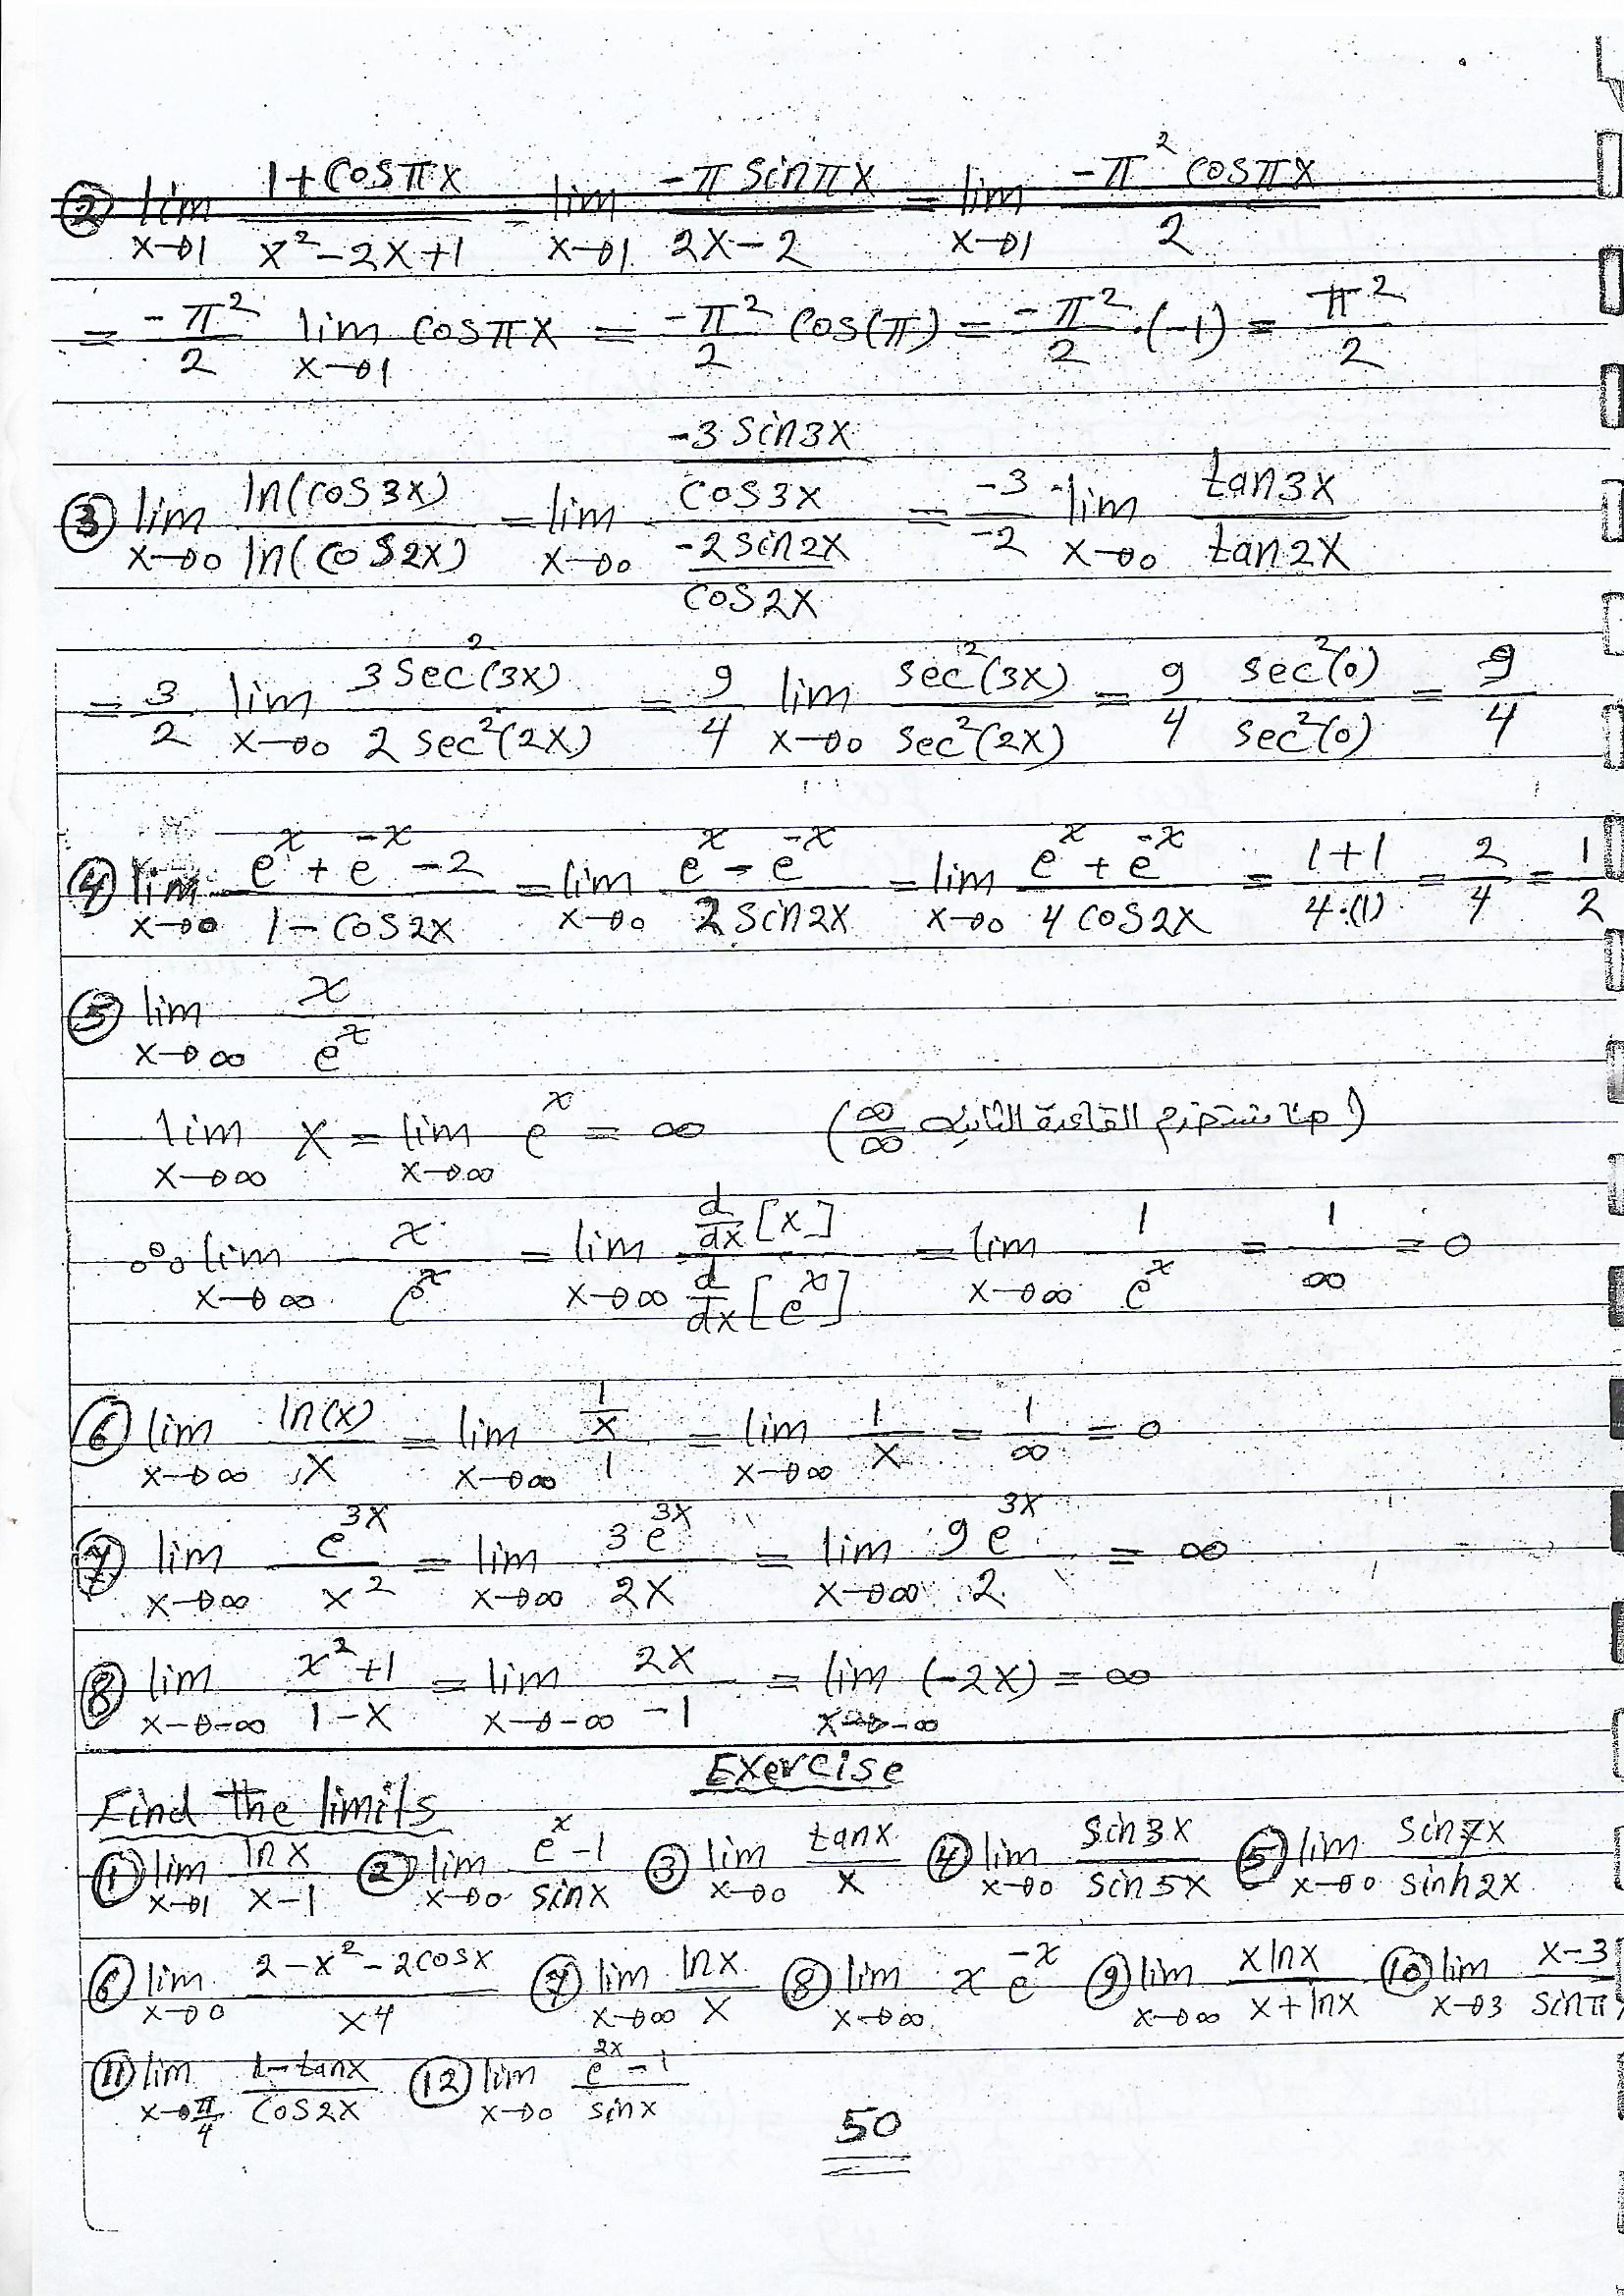 ② lim x→1 (1+cosπx)/(x²-2x+1) = lim x→1 (-π sinπx)/(2x-2) = lim x→1 (-π² cosπx)/2
= -π²/2 lim x→1 cosπx = -π²/2 cos(π) = -π²/2 ·(-1) = π²/2
③ lim x→0 ln(cos3x)/ln(cos2x) = lim x→0 (-3 sin3x/cos3x)/(-2 sin2x/cos2x) = -3/-2 · lim x→0 tan3x/tan2x
= 3/2 lim x→0 3sec²(3x)/2sec²(2x) = 9/4 lim x→0 sec²(3x)/sec²(2x) = 9/4 sec²(0)/sec²(0) = 9/4
④ lim x→0 (eˣ+e⁻ˣ-2)/(1-cos2x) = lim x→0 (eˣ-e⁻ˣ)/(2sin2x) = lim x→0 (eˣ+e⁻ˣ)/(4cos2x) = (1+1)/(4·(1)) = 2/4 = 1/2
⑤ lim x→∞ x/eˣ
lim x→∞ x = lim x→∞ eˣ = ∞ (هنا نستخدم القاعدة الثانية ∞/∞)
∴ lim x→∞ x/eˣ = lim x→∞ (d/dx[x])/(d/dx[eˣ]) = lim x→∞ 1/eˣ = 1/∞ = 0
⑥ lim x→∞ ln(x)/x = lim x→∞ (1/x)/1 = lim x→∞ 1/x = 1/∞ = 0
⑦ lim x→∞ e³ˣ/x² = lim x→∞ 3e³ˣ/2x = lim x→∞ 9e³ˣ/2 = ∞
⑧ lim x→-∞ (x²+1)/(1-x) = lim x→-∞ 2x/-1 = lim x→-∞ (-2x) = ∞
Exercise
Find the limits
① lim x→1 lnx/(x-1) ② lim x→0 (eˣ-1)/sinx ③ lim x→0 tanx/x ④ lim x→0 sin3x/sin5x ⑤ lim x→0 sin7x/sinh2x
⑥ lim x→0 (2-x²-2cosx)/x⁴ ⑦ lim x→∞ lnx/x ⑧ lim x→∞ x e⁻ˣ ⑨ lim x→∞ xlnx/(x+lnx) ⑩ lim x→3 (x-3)/sinπ
⑪ lim x→π/4 (1-tanx)/cos2x ⑫ lim x→0 (e²ˣ-1)/sinx
50